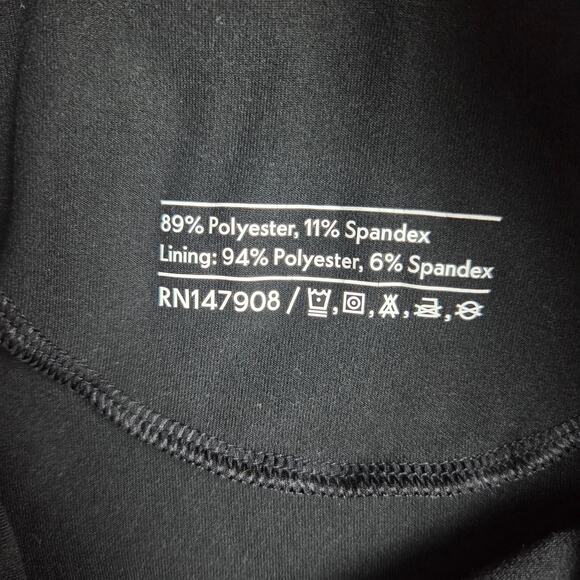 89% Polyester, 11% Spandex
Lining: 94% Polyester, 6% Spandex
RN147908 /